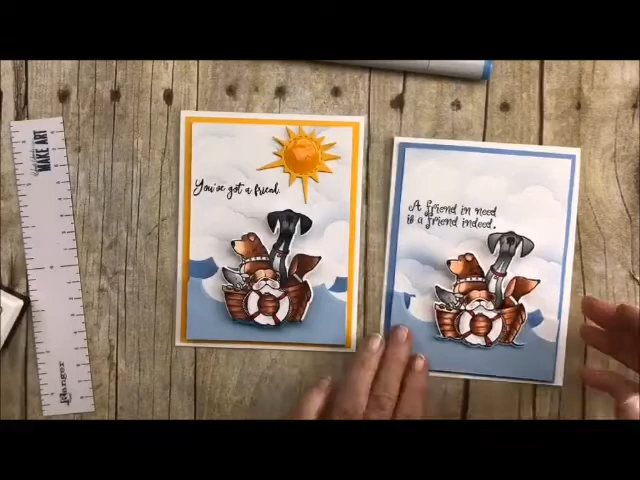 MAKE ART
You've got a friend
A friend in need
is a friend indeed.
Ranger